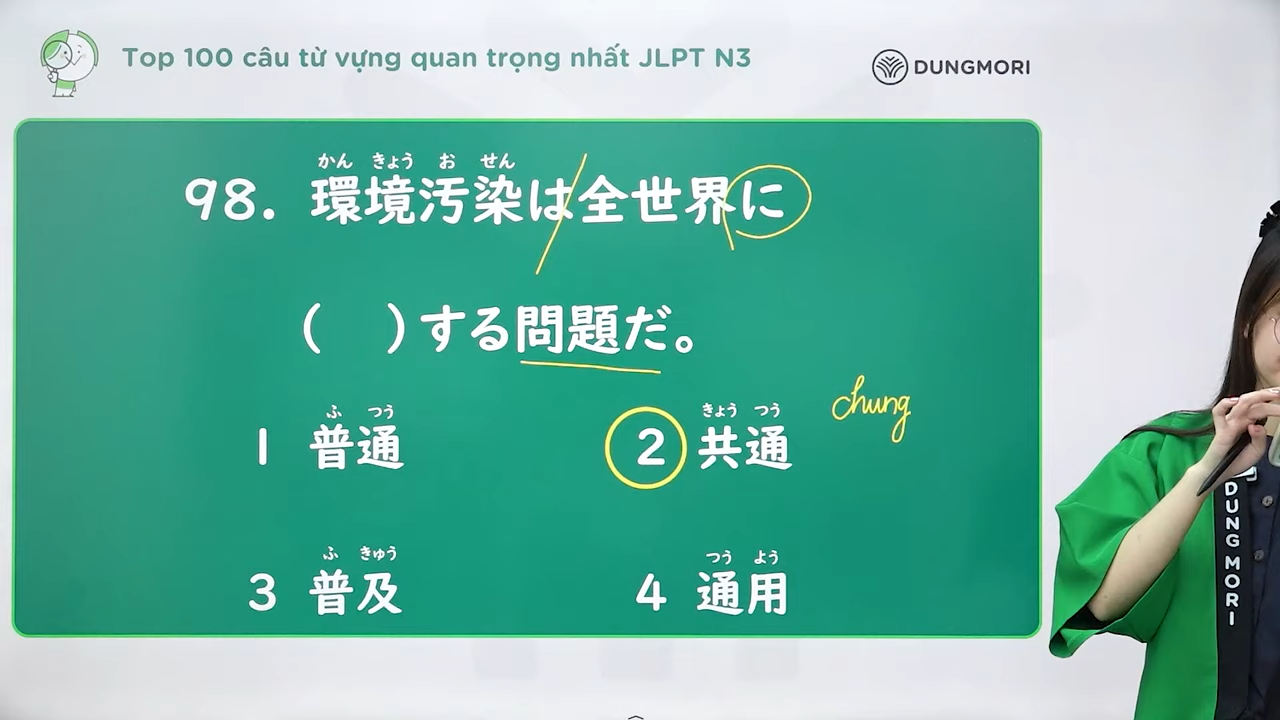 Top 100 câu từ vựng quan trọng nhất JLPT N3
DUNGMORI
かん きょう お せん
98. 環境汚染は全世界に
( )する問題だ。
chung
ふ つう
1 普通
きょう つう
2 共通
ふ きゅう
3 普及
つう よう
4 通用
DUNG MORI